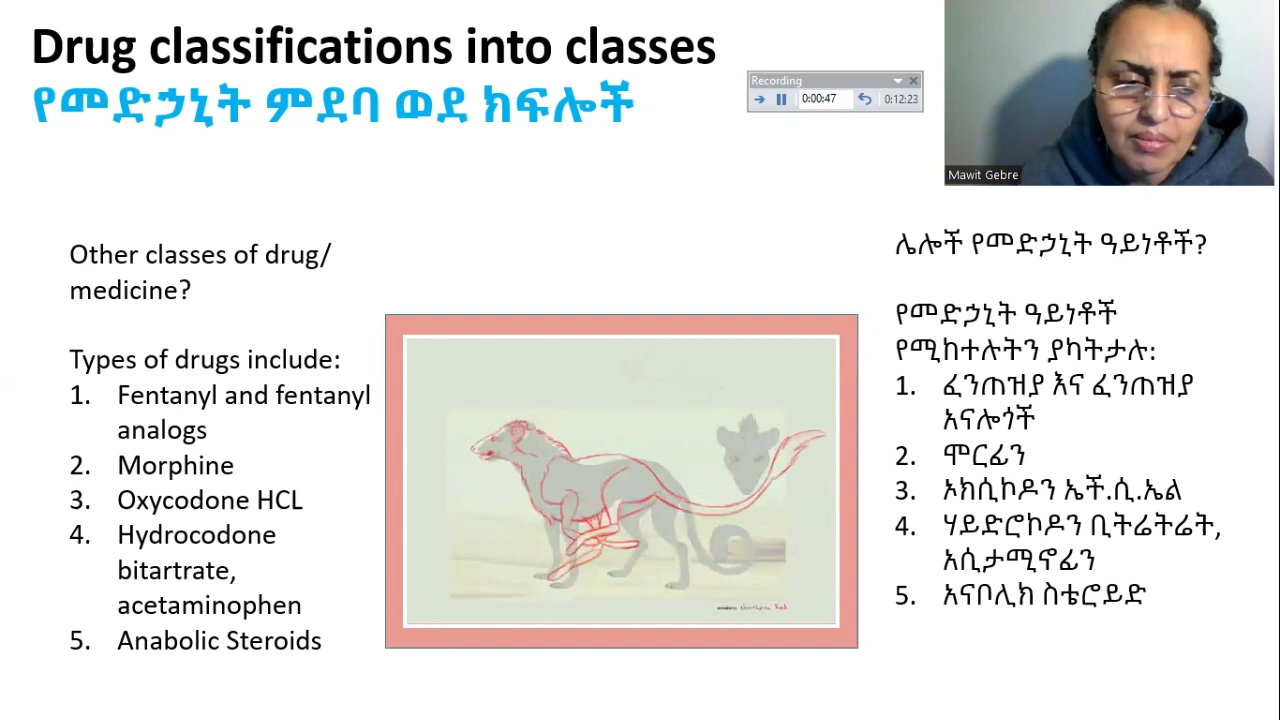 Drug classifications into classes
የመድኃኒት ምደባ ወደ ክፍሎች
Recording
0:00:47
0:12:23
Mawit Gebre
Other classes of drug/
medicine?
Types of drugs include:
1. Fentanyl and fentanyl
analogs
2. Morphine
3. Oxycodone HCL
4. Hydrocodone
bitartrate,
acetaminophen
5. Anabolic Steroids
ሌሎች የመድኃኒት ዓይነቶች?
የመድኃኒት ዓይነቶች
የሚከተሉትን ያካትታሉ:
1. ፈንጠዝያ እና ፈንጠዝያ
አናሎጎች
2. ሞርፊን
3. ኦክሲኮዶን ኤች.ሲ.ኤል
4. ሃይድሮኮዶን ቢትሬትሬት,
አሲታሚኖፊን
5. አናቦሊክ ስቴሮይድ